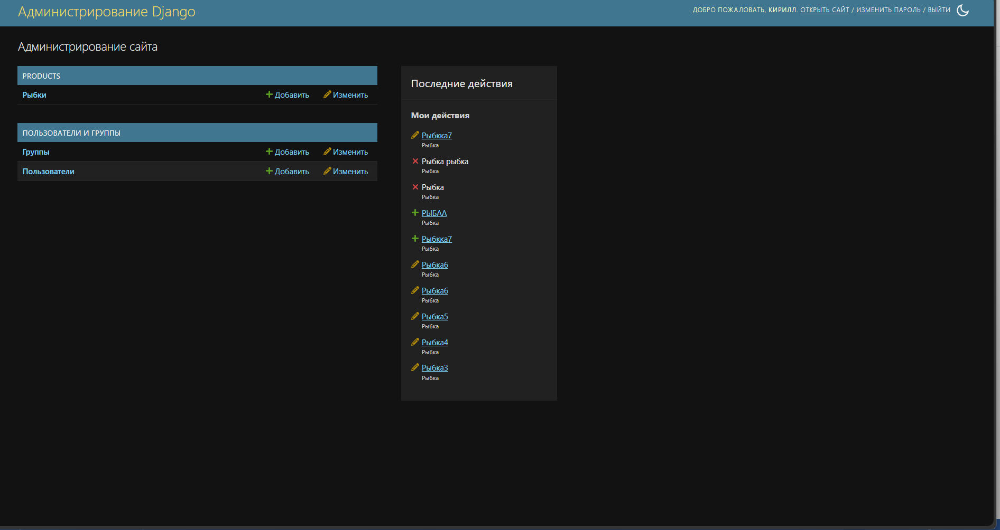 Администрирование Django
ДОБРО ПОЖАЛОВАТЬ, КИРИЛЛ. ОТКРЫТЬ САЙТ / ИЗМЕНИТЬ ПАРОЛЬ / ВЫЙТИ
Администрирование сайта
PRODUCTS
Рыбки Добавить Изменить
ПОЛЬЗОВАТЕЛИ И ГРУППЫ
Группы Добавить Изменить
Пользователи Добавить Изменить
Последние действия
Мои действия
Рыбкка7
Рыбка
Рыбка рыбка
Рыбка
Рыбка
Рыбка
РЫБАА
Рыбка
Рыбкка7
Рыбка
Рыбка6
Рыбка
Рыбка6
Рыбка
Рыбка5
Рыбка
Рыбка4
Рыбка
Рыбка3
Рыбка